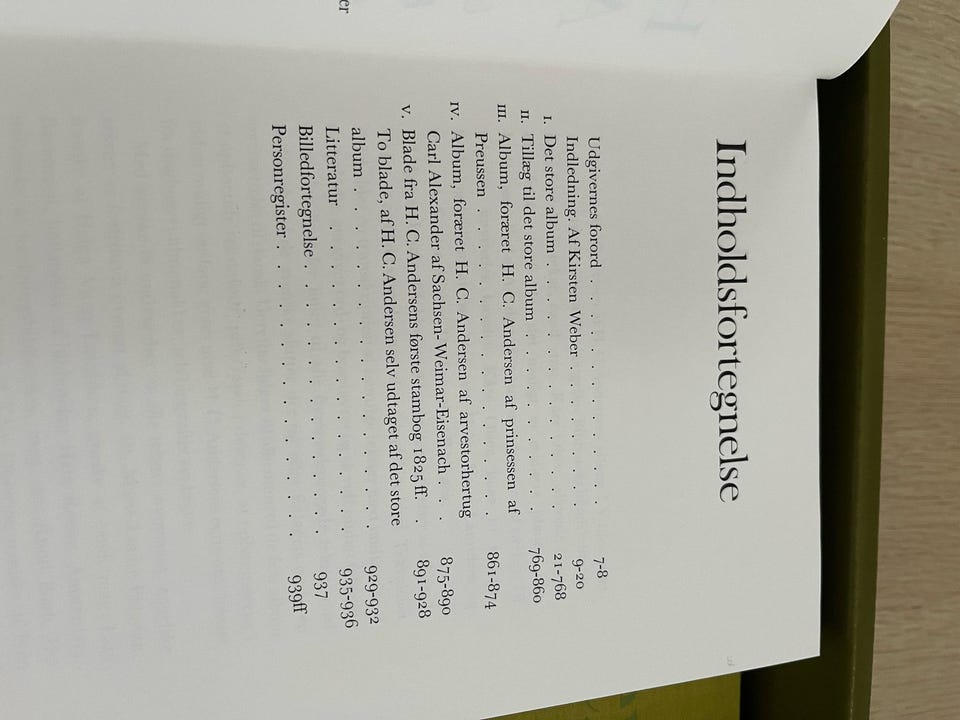 Indholdsfortegnelse
Udgivernes forord . . . . . . . . . . . . 7-8
Indledning. Af Kirsten Weber . . . . . . . 9-20
I. Det store album . . . . . . . . . . . . . 21-768
II. Tillæg til det store album . . . . . . . . . 769-860
III. Album, foræret H. C. Andersen af prinsessen af
Preussen . . . . . . . . . . . . . . . 861-874
IV. Album, foræret H. C. Andersen af arvestorhertug
Carl Alexander af Sachsen-Weimar-Eisenach . . . 875-890
V. Blade fra H. C. Andersens første stambog 1825 ff. . 891-928
To blade, af H. C. Andersen selv udtaget af det store
album . . . . . . . . . . . . . . . . 929-932
Litteratur . . . . . . . . . . . . . . . 935-936
Billedfortegnelse . . . . . . . . . . . . 937
Personregister . . . . . . . . . . . . . 939ff
er